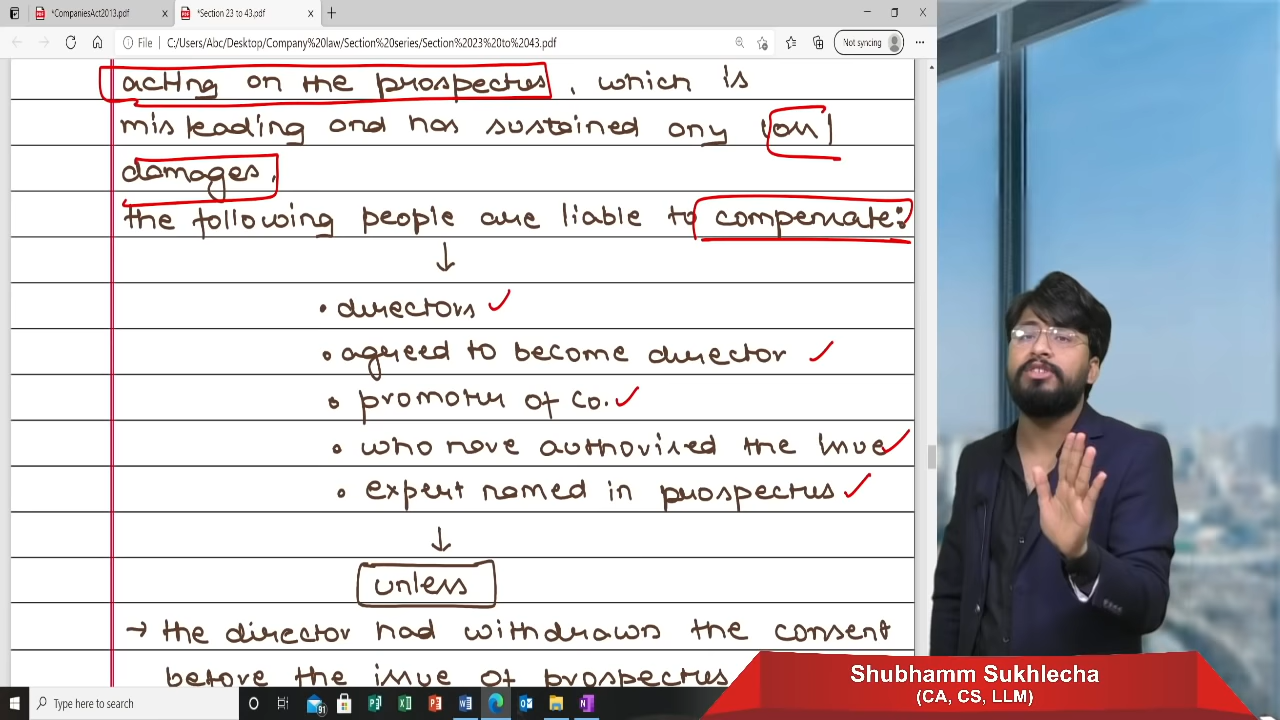 *CompaniesAct2013.pdf
*Section 23 to 43.pdf
File
C:/Users/Abc/Desktop/Company%20law/Section%20series/Section%2023%20to%2043.pdf
Not syncing
acting on the prospectus, which is
misleading and has sustained any loss/
damages,
the following people are liable to compensate:
• directors ✓
• agreed to become director ✓
• promoter of co. ✓
• who have authorised the issue ✓
• expert named in prospectus ✓
unless
→ the director had withdrawn the consent
before the issue of prospectus
Shubhamm Sukhlecha
(CA, CS, LLM)
Type here to search
91